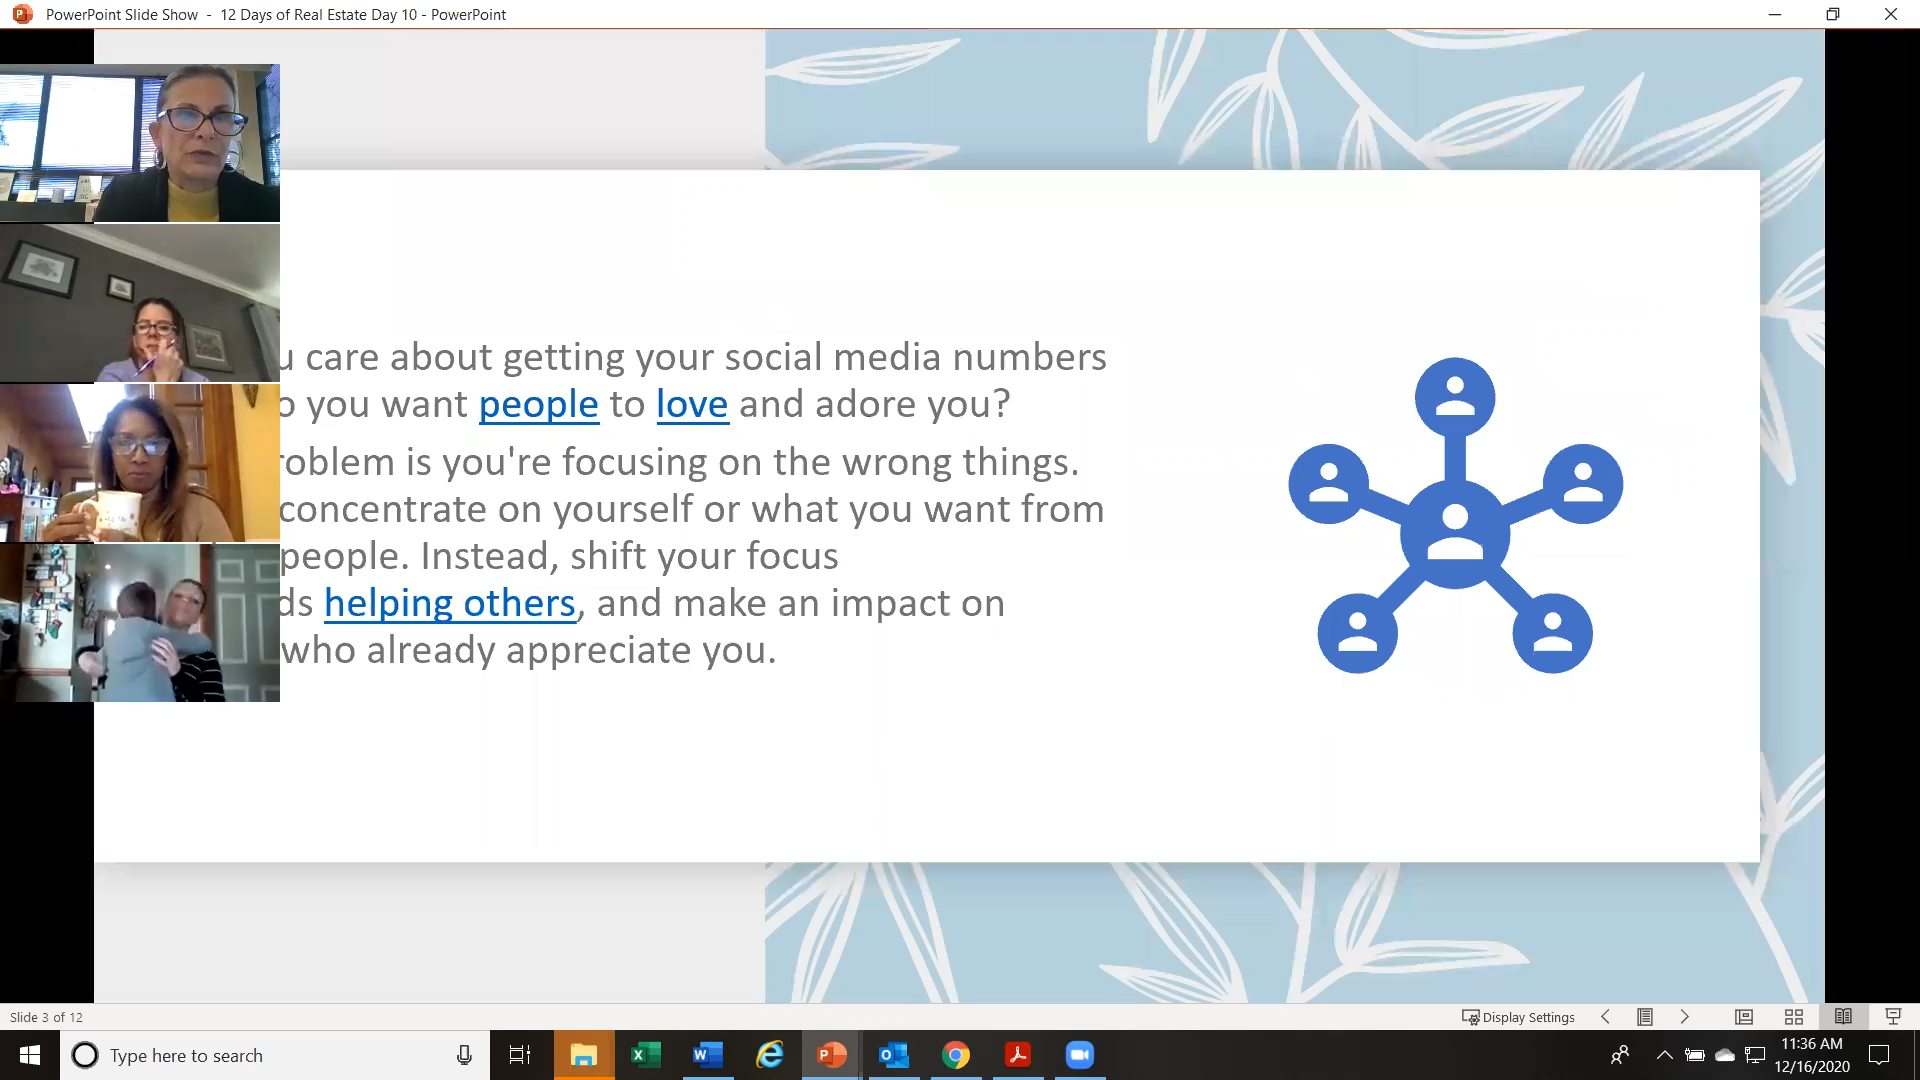 PowerPoint Slide Show - 12 Days of Real Estate Day 10 - PowerPoint
u care about getting your social media numbers
o you want people to love and adore you?
roblem is you're focusing on the wrong things.
concentrate on yourself or what you want from
people. Instead, shift your focus
ds helping others, and make an impact on
who already appreciate you.
Slide 3 of 12
Display Settings
Type here to search
11:36 AM
12/16/2020